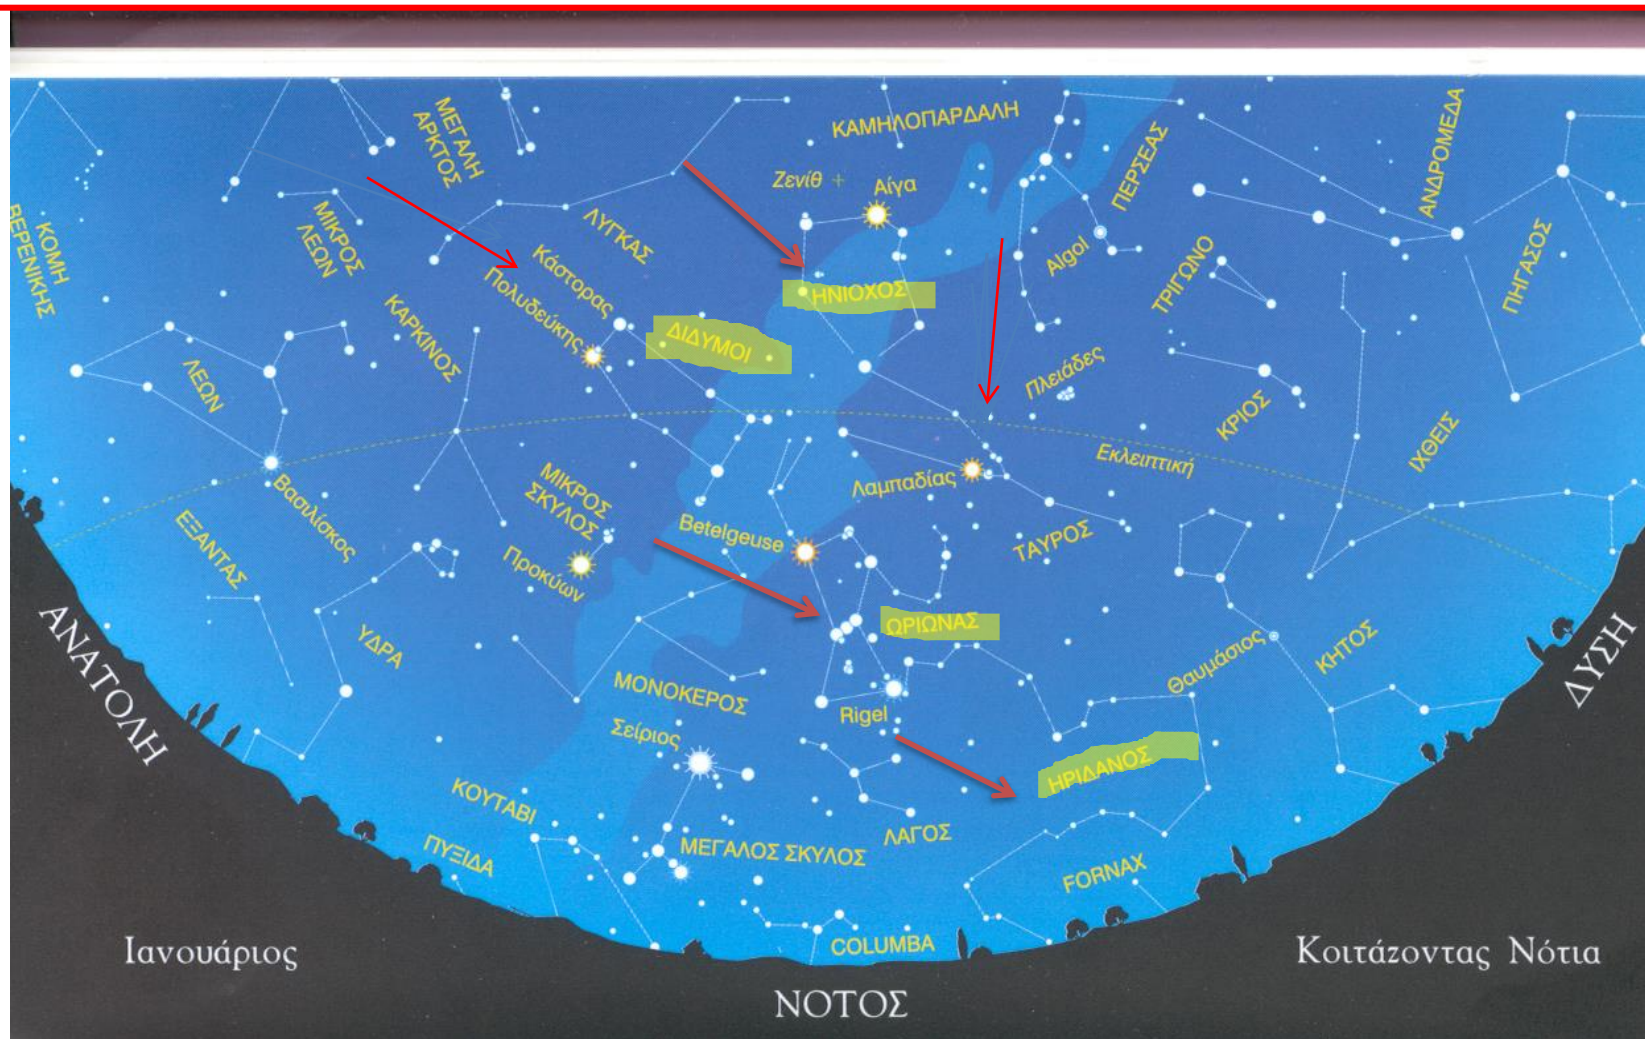 ΚΑΜΗΛΟΠΑΡΔΑΛΗ
ΜΕΓΑΛΗ
ΑΡΚΤΟΣ
ΠΕΡΣΕΑΣ
ΑΝΔΡΟΜΕΔΑ
Ζενίθ +
Αίγα
ΚΟΜΗ
ΒΕΡΕΝΙΚΗΣ
ΜΙΚΡΟΣ
ΛΕΩΝ
ΛΥΓΚΑΣ
Κάστορας
Πολυδεύκης
Algol
ΤΡΙΓΩΝΟ
ΠΗΓΑΣΟΣ
ΗΝΙΟΧΟΣ
ΔΙΔΥΜΟΙ
ΚΑΡΚΙΝΟΣ
ΛΕΩΝ
Πλειάδες
ΚΡΙΟΣ
ΙΧΘΕΙΣ
Εκλειπτική
Λαμπαδίας
Βασιλίσκος
ΜΙΚΡΟΣ
ΣΚΥΛΟΣ
Betelgeuse
ΤΑΥΡΟΣ
ΕΞΑΝΤΑΣ
Προκύων
ΩΡΙΩΝΑΣ
ΥΔΡΑ
Θαυμάσιος
ΚΗΤΟΣ
ΑΝΑΤΟΛΗ
ΔΥΣΗ
ΜΟΝΟΚΕΡΟΣ
Rigel
Σείριος
ΗΡΙΔΑΝΟΣ
ΚΟΥΤΑΒΙ
ΛΑΓΟΣ
ΠΥΞΙΔΑ
ΜΕΓΑΛΟΣ ΣΚΥΛΟΣ
FORNAX
COLUMBA
Ιανουάριος
Κοιτάζοντας Νότια
ΝΟΤΟΣ